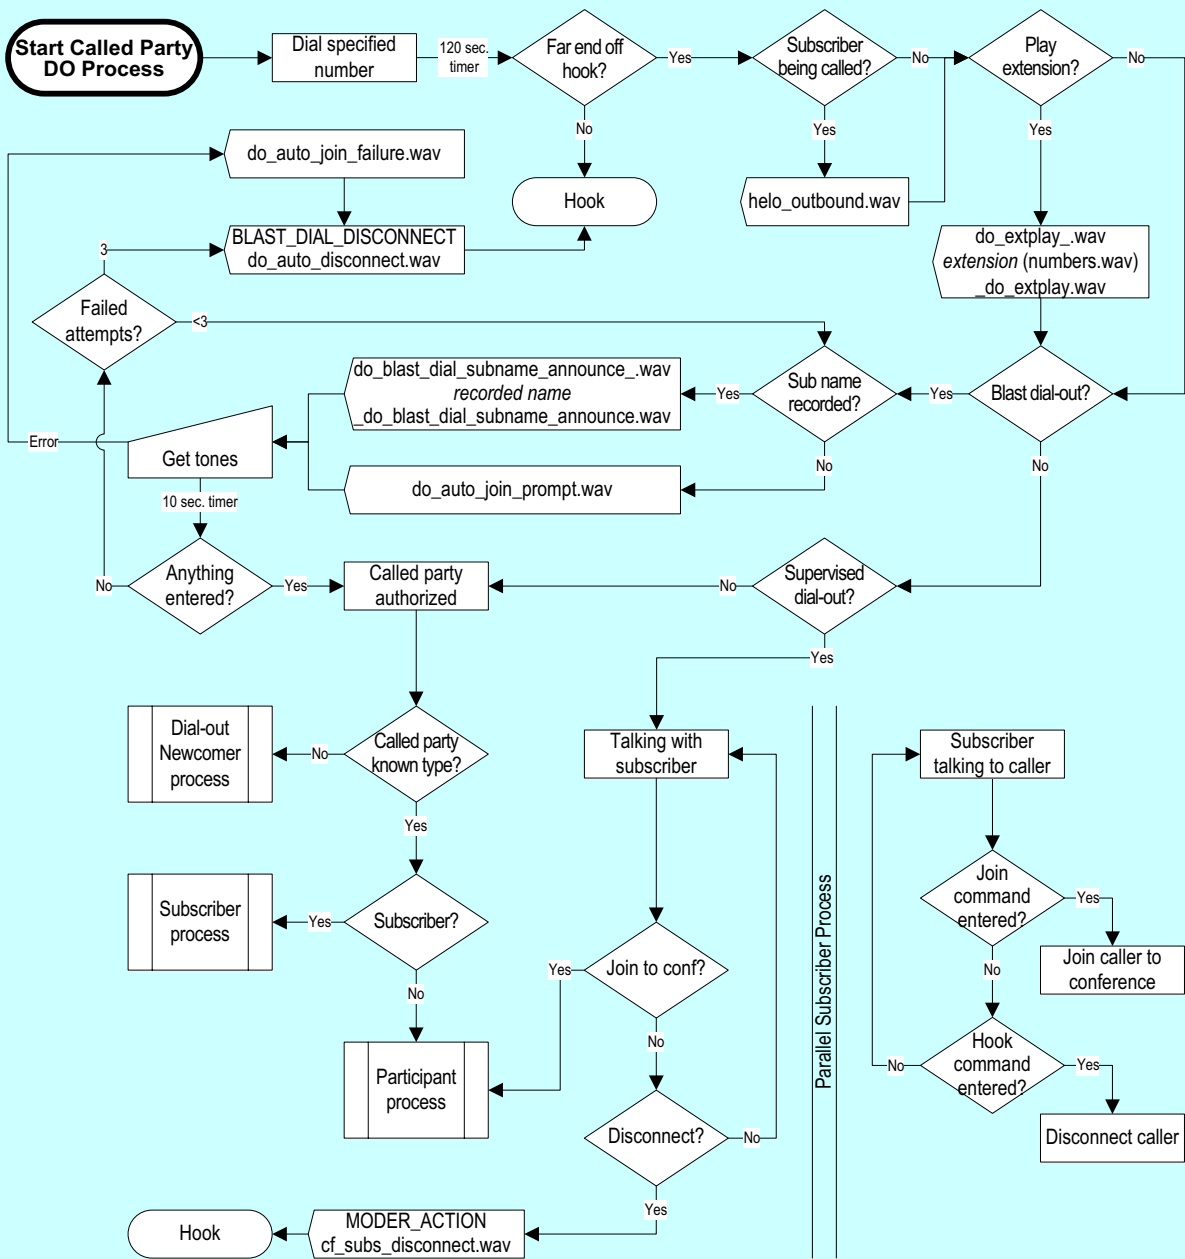 Start Called Party
DO Process
Dial specified
number
120 sec.
timer
Far end off
hook?
Yes
Subscriber
being called?
No
Play
extension?
No
No
Yes
Yes
do_auto_join_failure.wav
Hook
helo_outbound.wav
BLAST_DIAL_DISCONNECT
do_auto_disconnect.wav
do_extplay_.wav
extension (numbers.wav)
_do_extplay.wav
3
Failed
attempts?
<3
do_blast_dial_subname_announce_.wav
recorded name
_do_blast_dial_subname_announce.wav
Yes
Sub name
recorded?
Yes
Blast dial-out?
Error
Get tones
No
No
do_auto_join_prompt.wav
10 sec. timer
No
Anything
entered?
Yes
Called party
authorized
No
Supervised
dial-out?
Yes
Dial-out
Newcomer
process
No
Called party
known type?
Talking with
subscriber
Subscriber
talking to caller
Yes
Subscriber
process
Yes
Subscriber?
Join
command
entered?
Yes
Parallel Subscriber Process
Yes
Join to conf?
Join caller to
conference
No
No
No
Participant
process
No
Hook
command
entered?
Yes
Disconnect?
No
Disconnect caller
Yes
Hook
MODER_ACTION
cf_subs_disconnect.wav